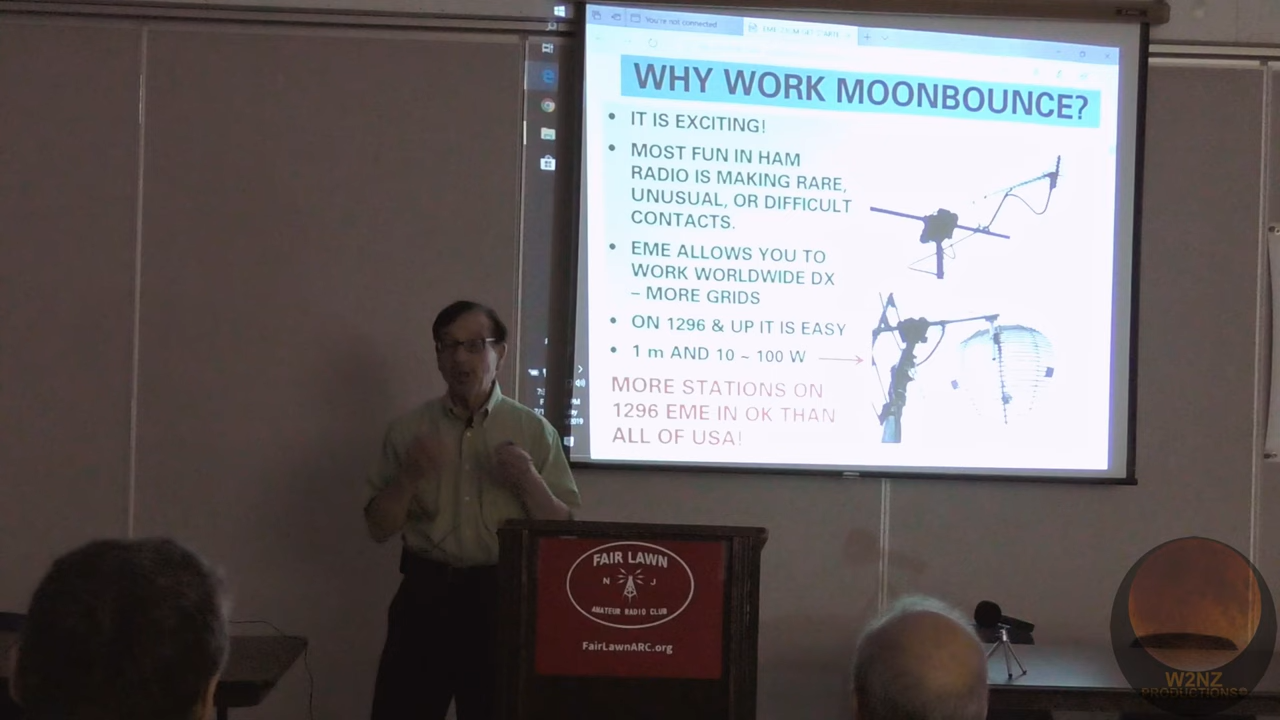 You're not connected
WHY WORK MOONBOUNCE?
• IT IS EXCITING!
• MOST FUN IN HAM
RADIO IS MAKING RARE,
UNUSUAL, OR DIFFICULT
CONTACTS.
• EME ALLOWS YOU TO
WORK WORLDWIDE DX
– MORE GRIDS
• ON 1296 & UP IT IS EASY
• 1 m AND 10 ~ 100 W
MORE STATIONS ON
1296 EME IN OK THAN
ALL OF USA!
FAIR LAWN
N J
AMATEUR RADIO CLUB
FairLawnARC.org
W2NZ
PRODUCTIONS®